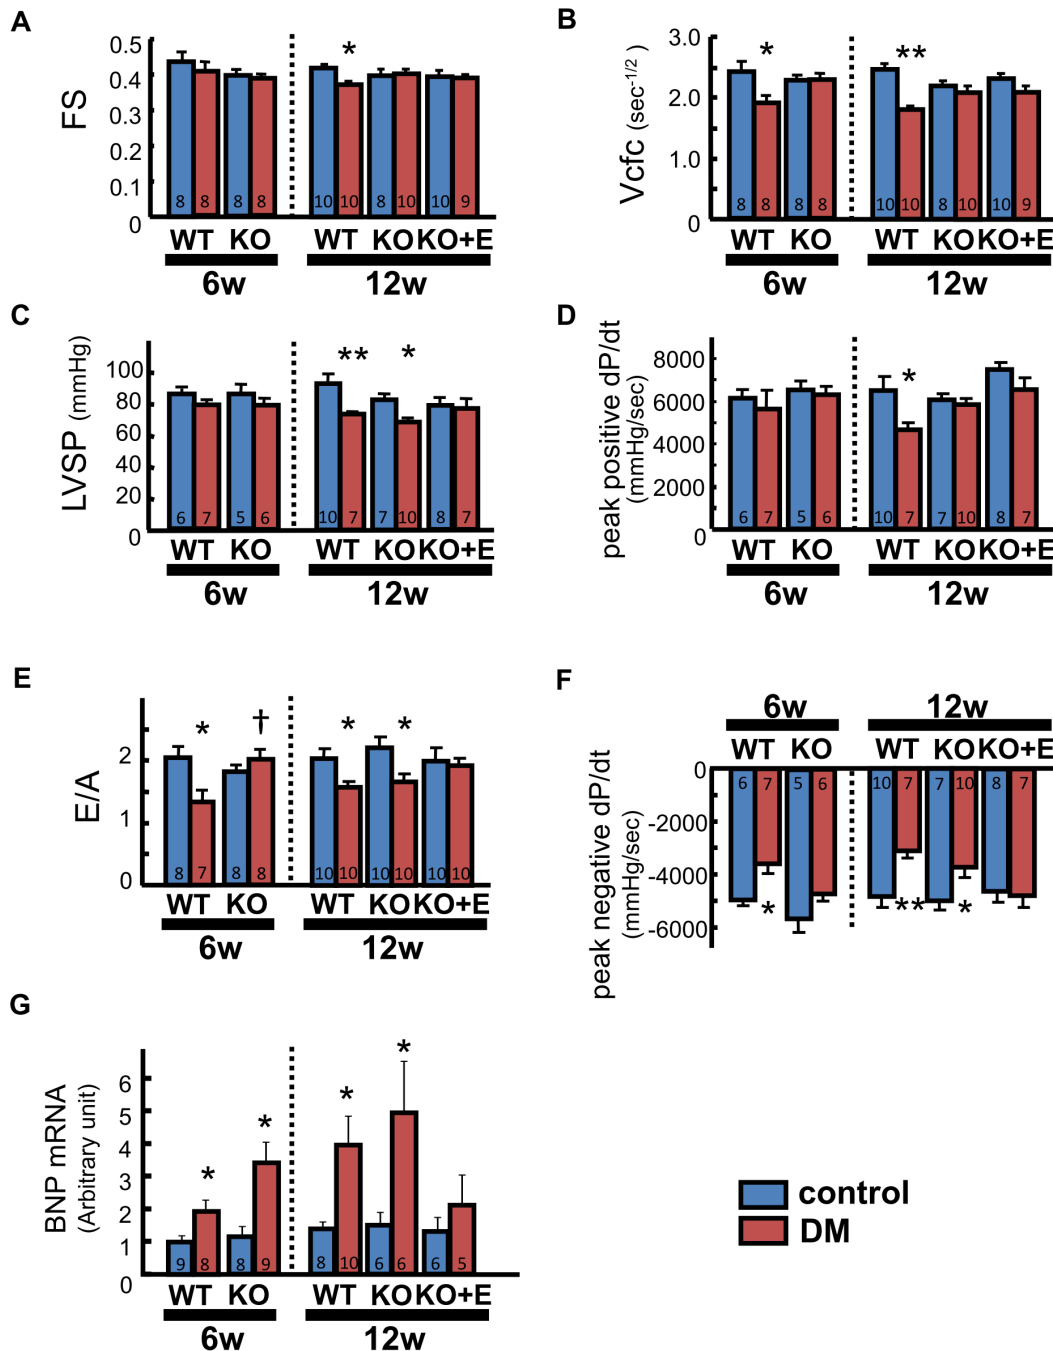 A
FS
0.5
0.4
0.3
0.2
0.1
0
*
8 8 8 8 10 10 8 10 10 9
WT KO WT KO KO+E
6w 12w
B
Vcfc (sec-1/2)
3.0
2.0
1.0
0
* **
8 8 8 8 10 10 8 10 10 9
WT KO WT KO KO+E
6w 12w
C
LVSP (mmHg)
100
80
60
40
20
0
** *
6 7 5 6 10 7 7 10 8 7
WT KO WT KO KO+E
6w 12w
D
peak positive dP/dt
(mmHg/sec)
8000
6000
4000
2000
0
*
6 7 5 6 10 7 7 10 8 7
WT KO WT KO KO+E
6w 12w
E
E/A
2
1
0
* † * *
8 7 8 8 10 10 10 10 10 10
WT KO WT KO KO+E
6w 12w
F
peak negative dP/dt
(mmHg/sec)
6w 12w
WT KO WT KO KO+E
0
-2000
-4000
-6000
6 7 5 6 10 7 7 10 8 7
* ** *
G
BNP mRNA
(Arbitrary unit)
6
5
4
3
2
1
0
* * * *
9 8 8 9 8 10 6 6 6 5
WT KO WT KO KO+E
6w 12w
control
DM